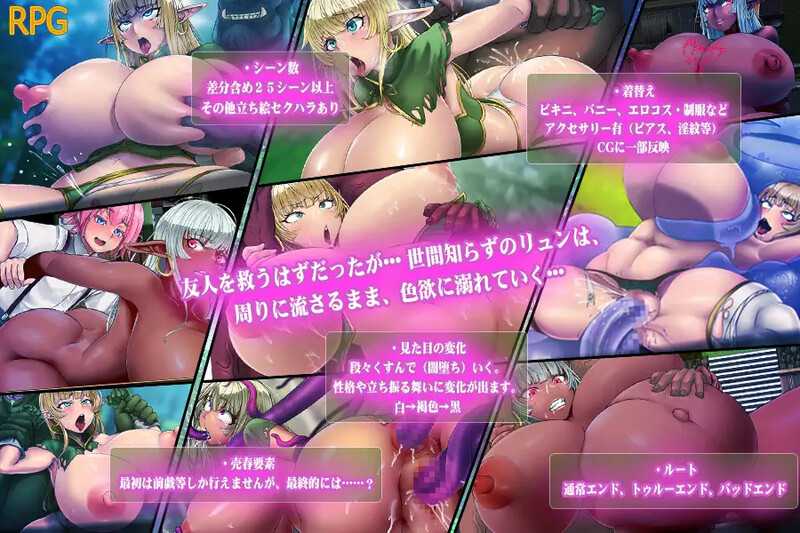 RPG
・シーン数
差分含め25シーン以上
その他立ち絵セクハラあり
・着替え
ビキニ、バニー、エロコス・制服など
アクセサリー有（ピアス、淫紋等）
CGに一部反映
友人を救うはずだったが… 世間知らずのリュンは、
周りに流さるまま、色欲に溺れていく…
・見た目の変化
段々くすんで（闇堕ち）いく。
性格や立ち振る舞いに変化が出ます。
白→褐色→黒
・売春要素
最初は前戯等しか行えませんが、最終的には……？
・ルート
通常エンド、トゥルーエンド、バッドエンド